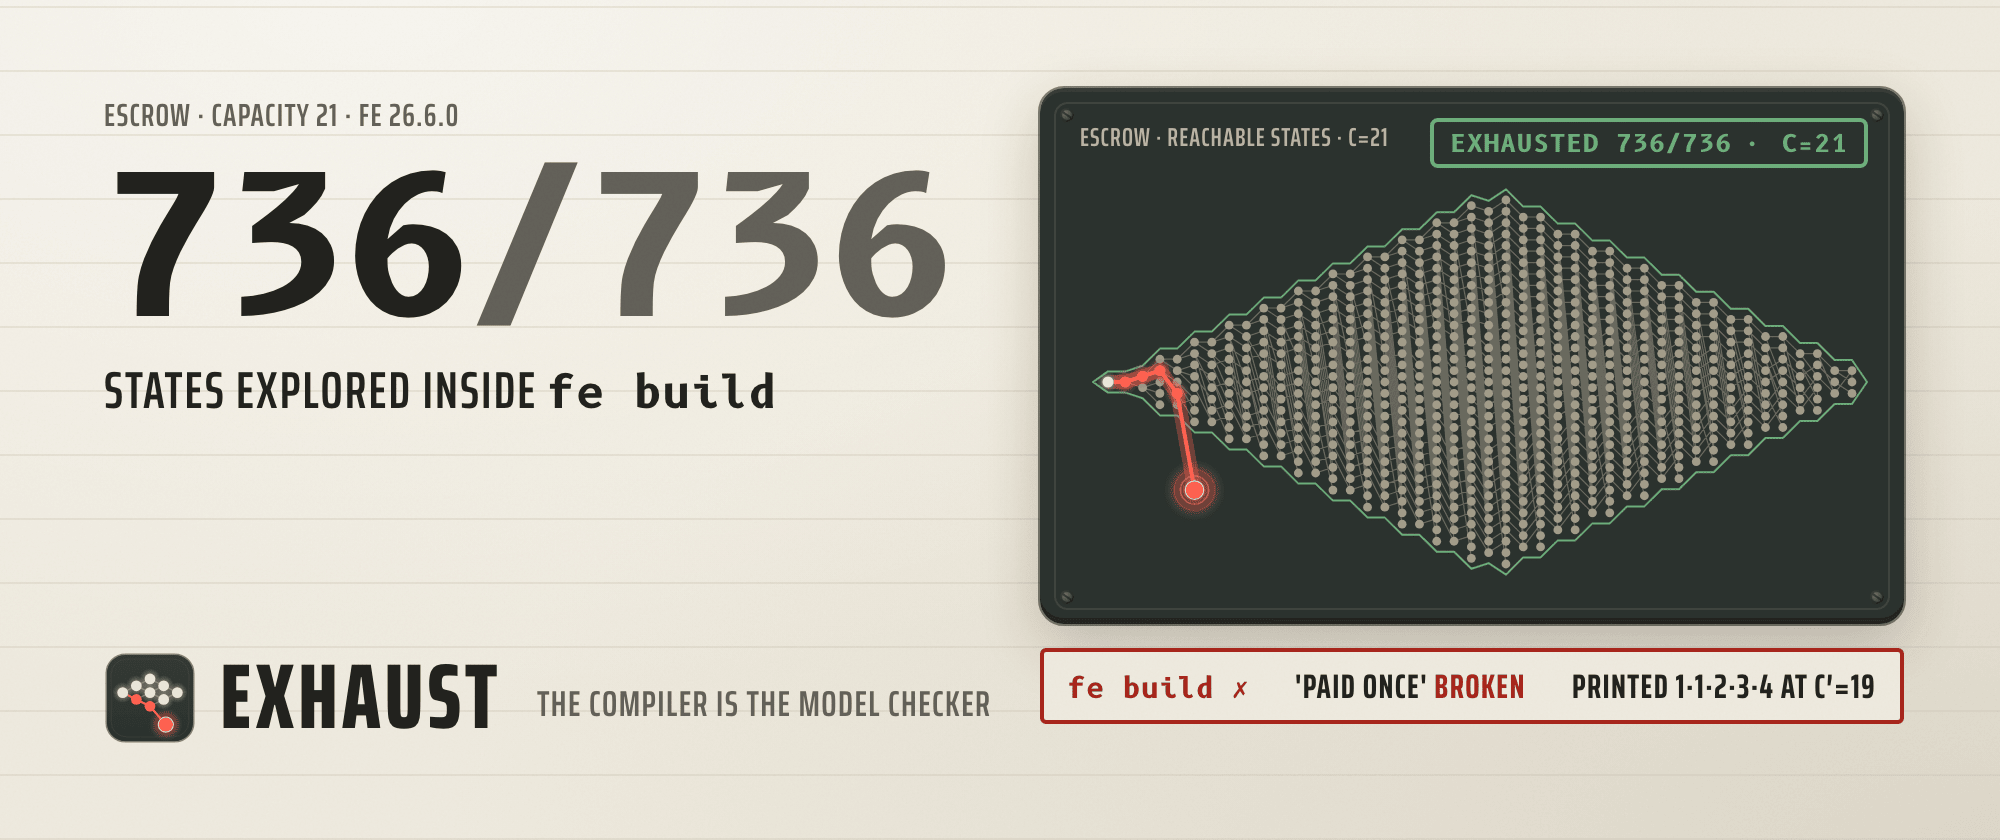 ESCROW · CAPACITY 21 · FE 26.6.0
736/736
STATES EXPLORED INSIDE fe build
EXHAUST
THE COMPILER IS THE MODEL CHECKER
ESCROW · REACHABLE STATES · C=21
EXHAUSTED 736/736 · C=21
fe build ✗ 'PAID ONCE' BROKEN PRINTED 1·1·2·3·4 AT C′=19